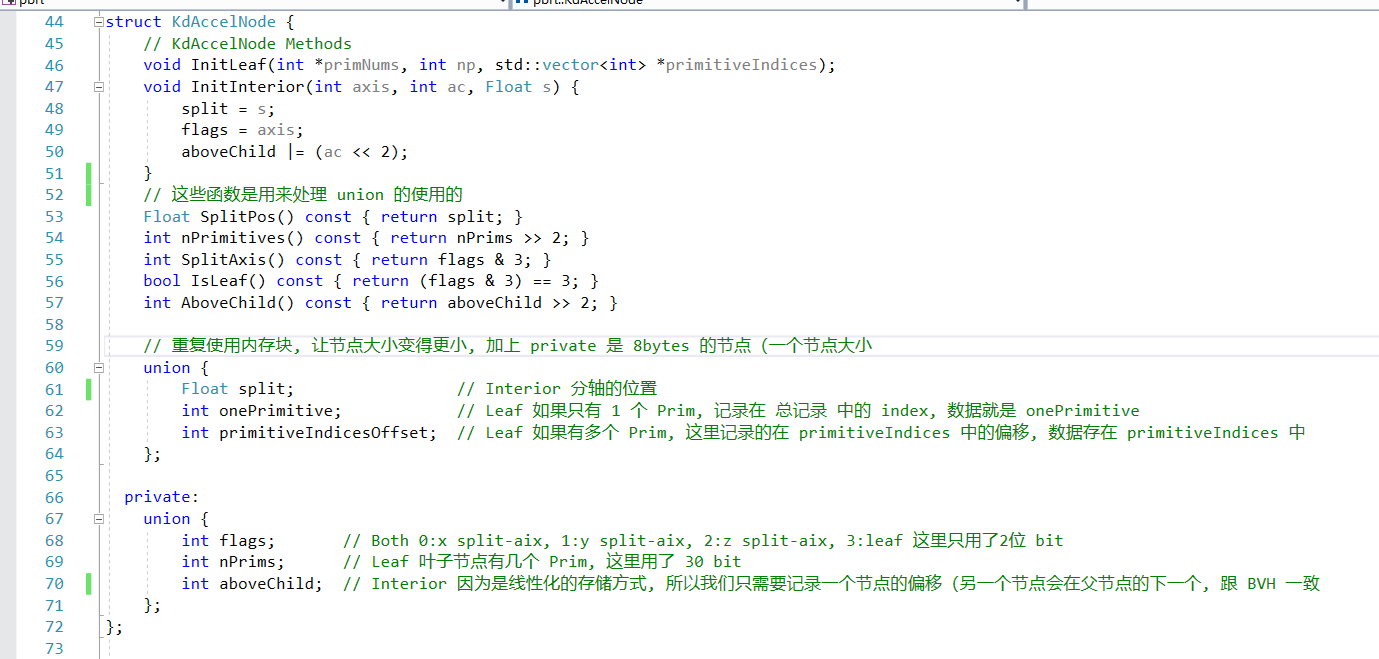 pbrt pbrt::KdAccelNode
44 struct KdAccelNode {
45 // KdAccelNode Methods
46 void InitLeaf(int *primNums, int np, std::vector<int> *primitiveIndices);
47 void InitInterior(int axis, int ac, Float s) {
48 split = s;
49 flags = axis;
50 aboveChild |= (ac << 2);
51 }
52 // 这些函数是用来处理 union 的使用的
53 Float SplitPos() const { return split; }
54 int nPrimitives() const { return nPrims >> 2; }
55 int SplitAxis() const { return flags & 3; }
56 bool IsLeaf() const { return (flags & 3) == 3; }
57 int AboveChild() const { return aboveChild >> 2; }
58
59 // 重复使用内存块, 让节点大小变得更小, 加上 private 是 8bytes 的节点 (一个节点大小
60 union {
61 Float split; // Interior 分轴的位置
62 int onePrimitive; // Leaf 如果只有 1 个 Prim, 记录在 总记录 中的 index, 数据就是 onePrimitive
63 int primitiveIndicesOffset; // Leaf 如果有多个 Prim, 这里记录的在 primitiveIndices 中的偏移, 数据存在 primitiveIndices 中
64 };
65
66 private:
67 union {
68 int flags; // Both 0:x split-aix, 1:y split-aix, 2:z split-aix, 3:leaf 这里只用了2位 bit
69 int nPrims; // Leaf 叶子节点有几个 Prim, 这里用了 30 bit
70 int aboveChild; // Interior 因为是线性化的存储方式, 所以我们只需要记录一个节点的偏移 (另一个节点会在父节点的下一个, 跟 BVH 一致
71 };
72 };
73